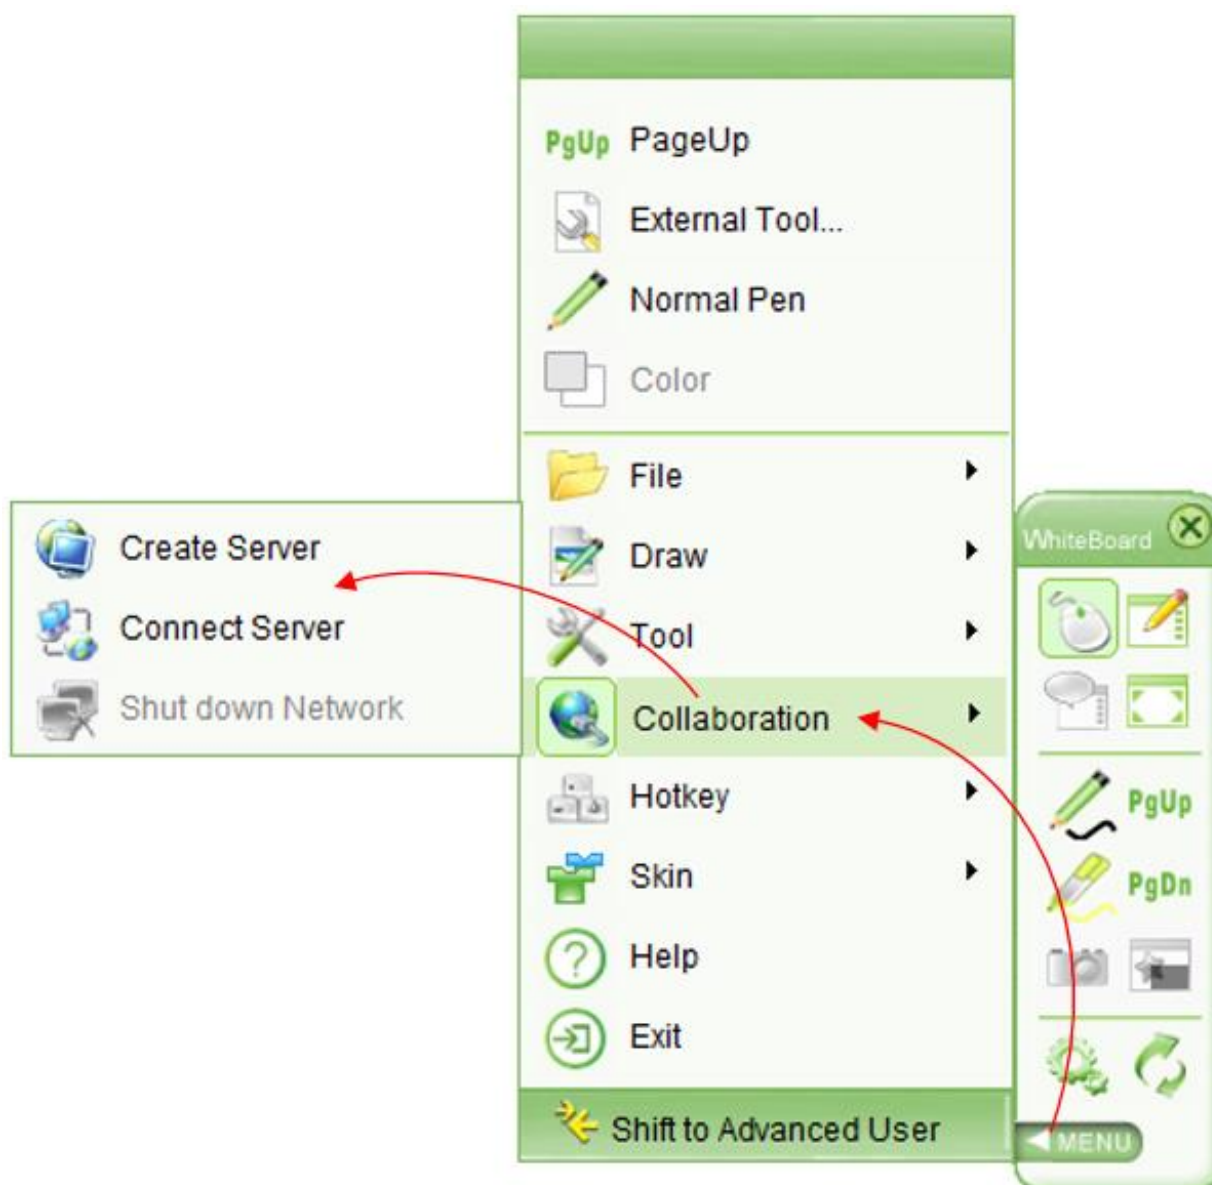 PgUp PageUp
External Tool...
Normal Pen
Color
File
Draw
Tool
Collaboration
Hotkey
Skin
Help
Exit
Shift to Advanced User
Create Server
Connect Server
Shut down Network
WhiteBoard
PgUp
PgDn
MENU